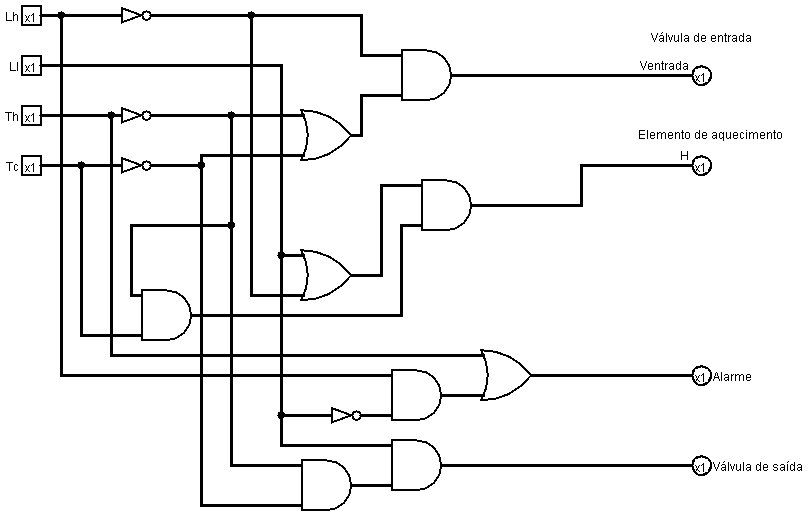 Lh x1
Válvula de entrada
Ll x1
Ventrada x1
Th x1
Elemento de aquecimento
H
Tc x1
x1
x1 Alarme
x1 Válvula de saída